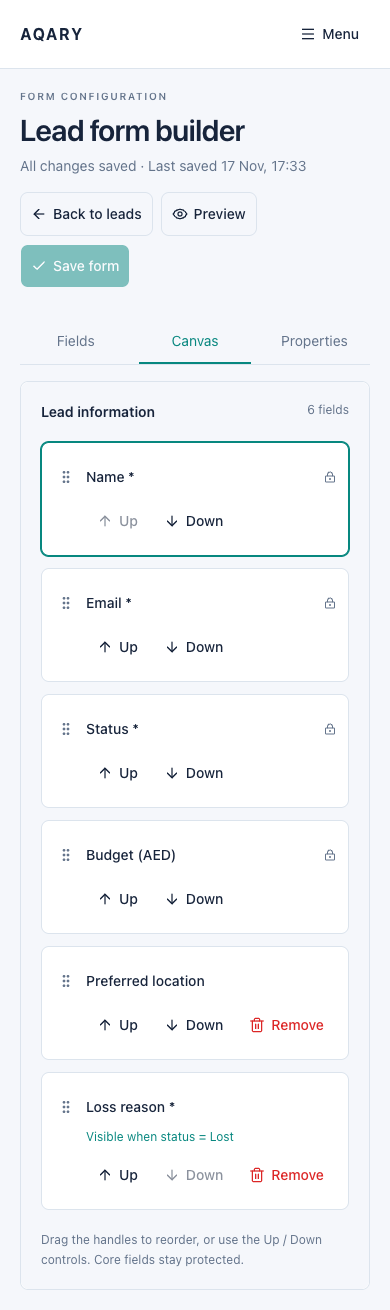 AQARY
Menu
FORM CONFIGURATION
Lead form builder
All changes saved · Last saved 17 Nov, 17:33
Back to leads
Preview
Save form
Fields Canvas Properties
Lead information 6 fields
Name *
Up Down
Email *
Up Down
Status *
Up Down
Budget (AED)
Up Down
Preferred location
Up Down Remove
Loss reason *
Visible when status = Lost
Up Down Remove
Drag the handles to reorder, or use the Up / Down
controls. Core fields stay protected.